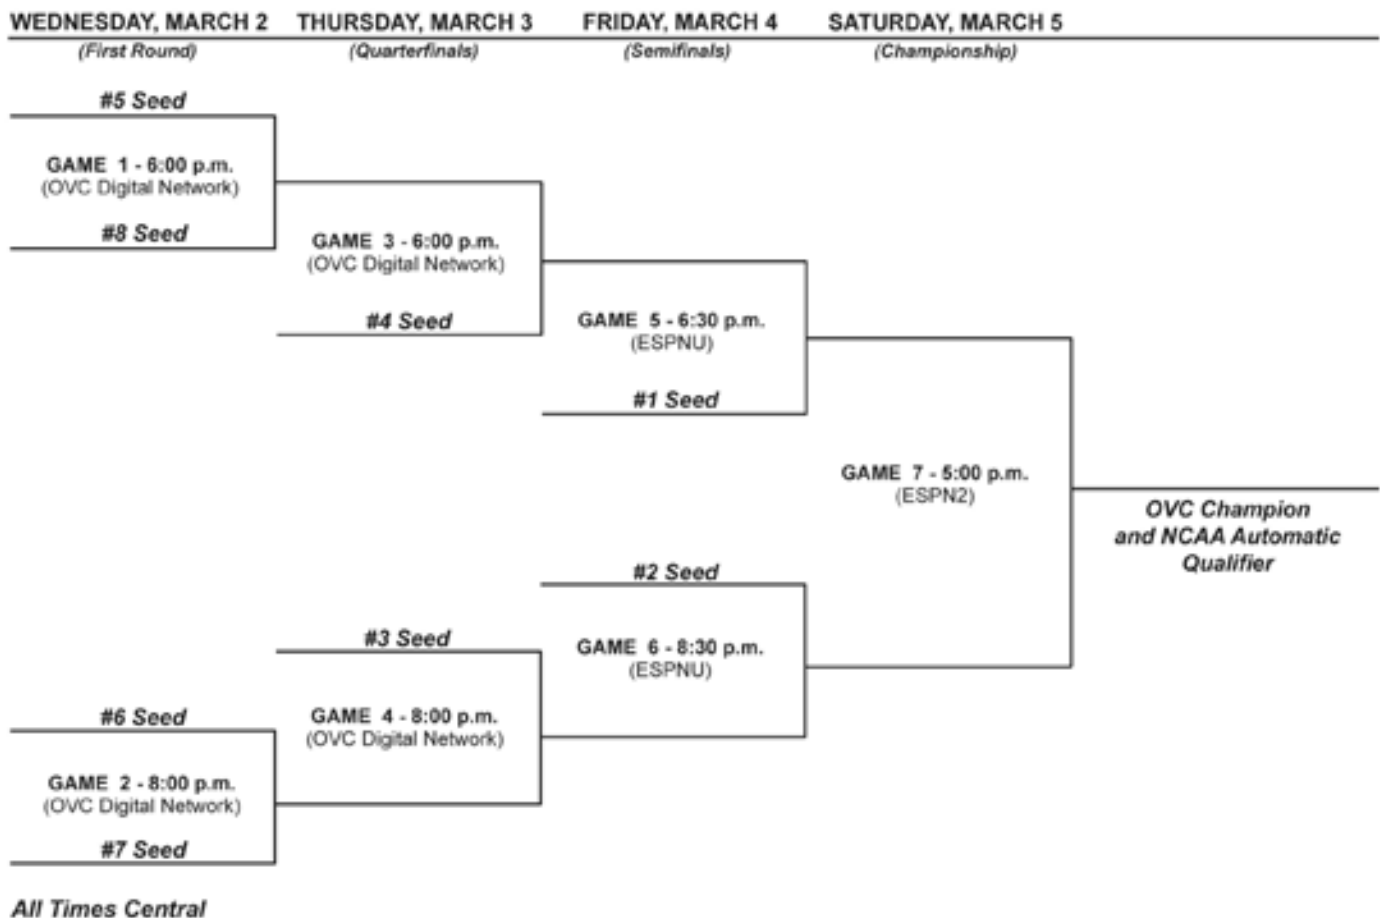 WEDNESDAY, MARCH 2
(First Round)
THURSDAY, MARCH 3
(Quarterfinals)
FRIDAY, MARCH 4
(Semifinals)
SATURDAY, MARCH 5
(Championship)
#5 Seed
GAME 1 - 6:00 p.m.
(OVC Digital Network)
#8 Seed
GAME 3 - 6:00 p.m.
(OVC Digital Network)
#4 Seed
GAME 5 - 6:30 p.m.
(ESPNU)
#1 Seed
GAME 7 - 5:00 p.m.
(ESPN2)
OVC Champion
and NCAA Automatic
Qualifier
#2 Seed
GAME 6 - 8:30 p.m.
(ESPNU)
#3 Seed
GAME 4 - 8:00 p.m.
(OVC Digital Network)
#6 Seed
GAME 2 - 8:00 p.m.
(OVC Digital Network)
#7 Seed
All Times Central